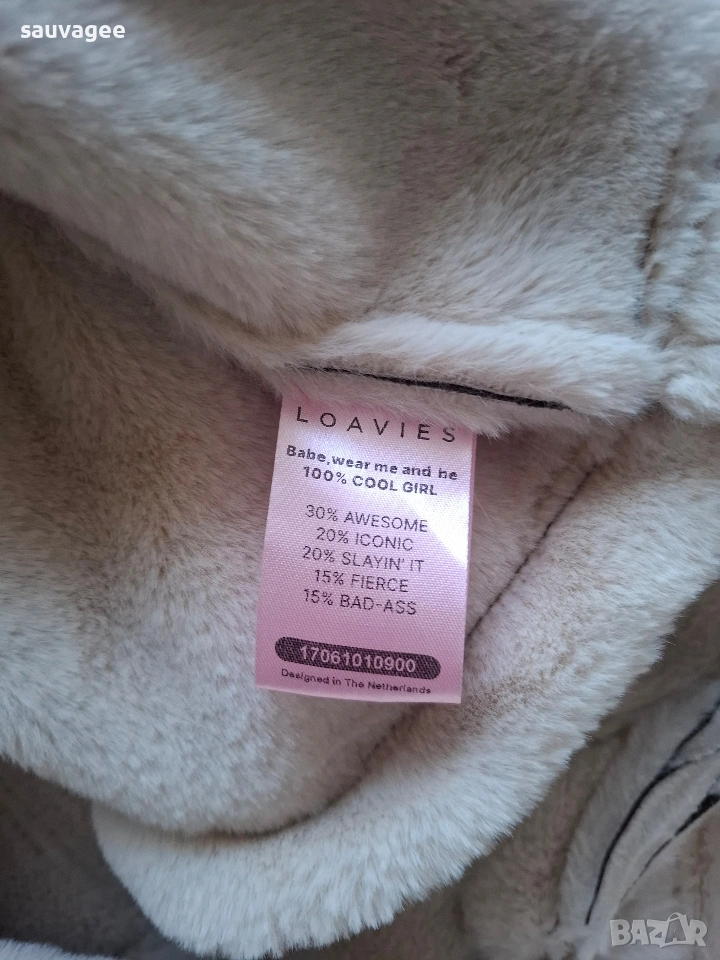 sauvagee
LOAVIES
Babe, wear me and be
100% COOL GIRL
30% AWESOME
20% ICONIC
20% SLAYIN' IT
15% FIERCE
15% BAD-ASS
17061010900
Designed in The Netherlands
BAZAR